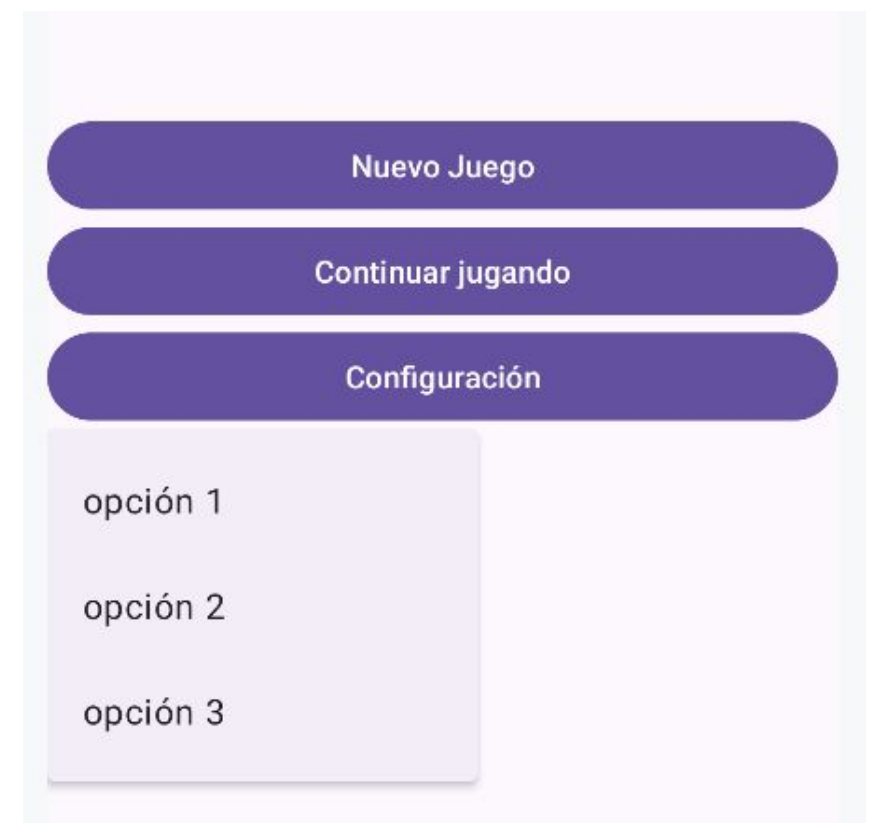 Nuevo Juego
Continuar jugando
Configuración
opción 1
opción 2
opción 3